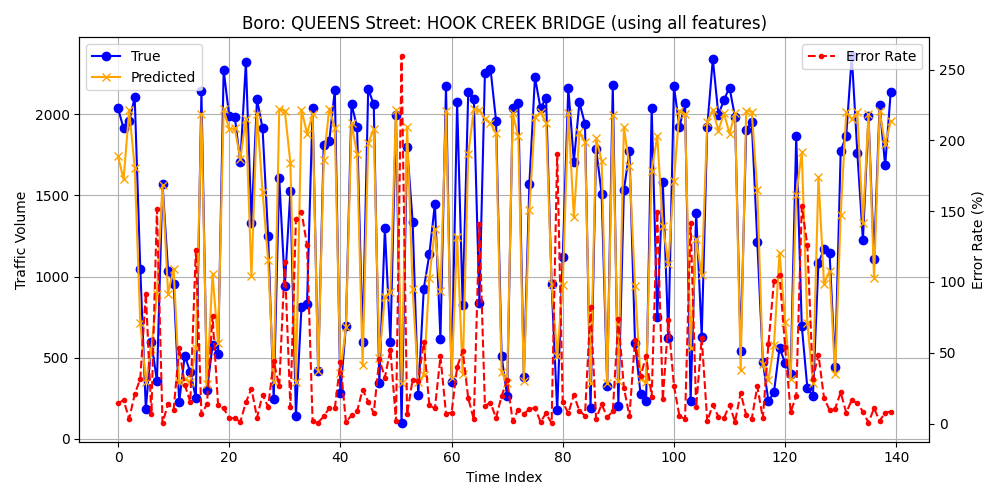 Boro: QUEENS Street: HOOK CREEK BRIDGE (using all features)
True
Predicted
Error Rate
Traffic Volume
0
500
1000
1500
2000
Error Rate (%)
0
50
100
150
200
250
0
20
40
60
80
100
120
140
Time Index